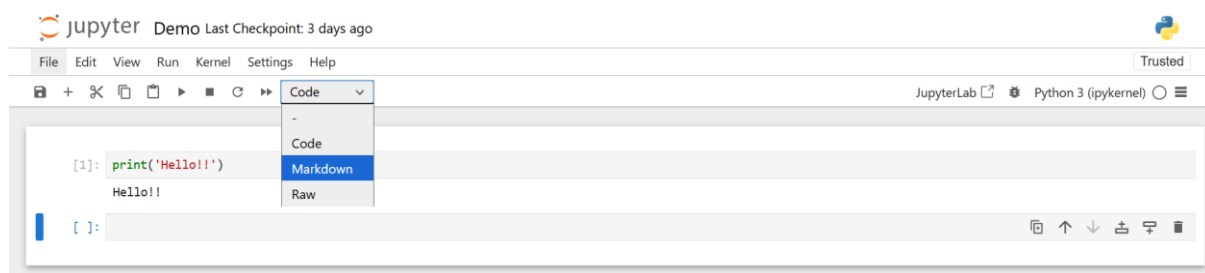 jupyter Demo Last Checkpoint: 3 days ago
File Edit View Run Kernel Settings Help Trusted
Code JupyterLab Python 3 (ipykernel)
-
Code
[1]: print('Hello!!')
Markdown
Hello!!
Raw
[ ]: